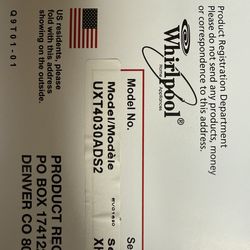 Product Registration Department
Please do not send any products, money
or correspondence to this address.
Whirlpool
Home Appliances
Model No.
Model/Modèle
UXT4030ADS2
US residents, please
fold with this address
showing on the outside.
Q9T01-01
PRODUCT REG
PO BOX 17412
DENVER CO 80